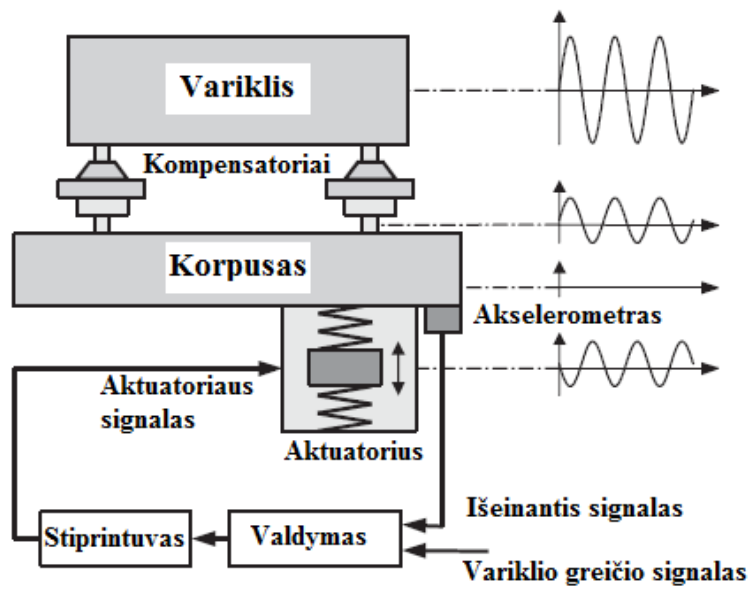 Variklis
Kompensatoriai
Korpusas
Akselerometras
Aktuatoriaus
signalas
Aktuatorius
Išeinantis signalas
Stiprintuvas
Valdymas
Variklio greičio signalas